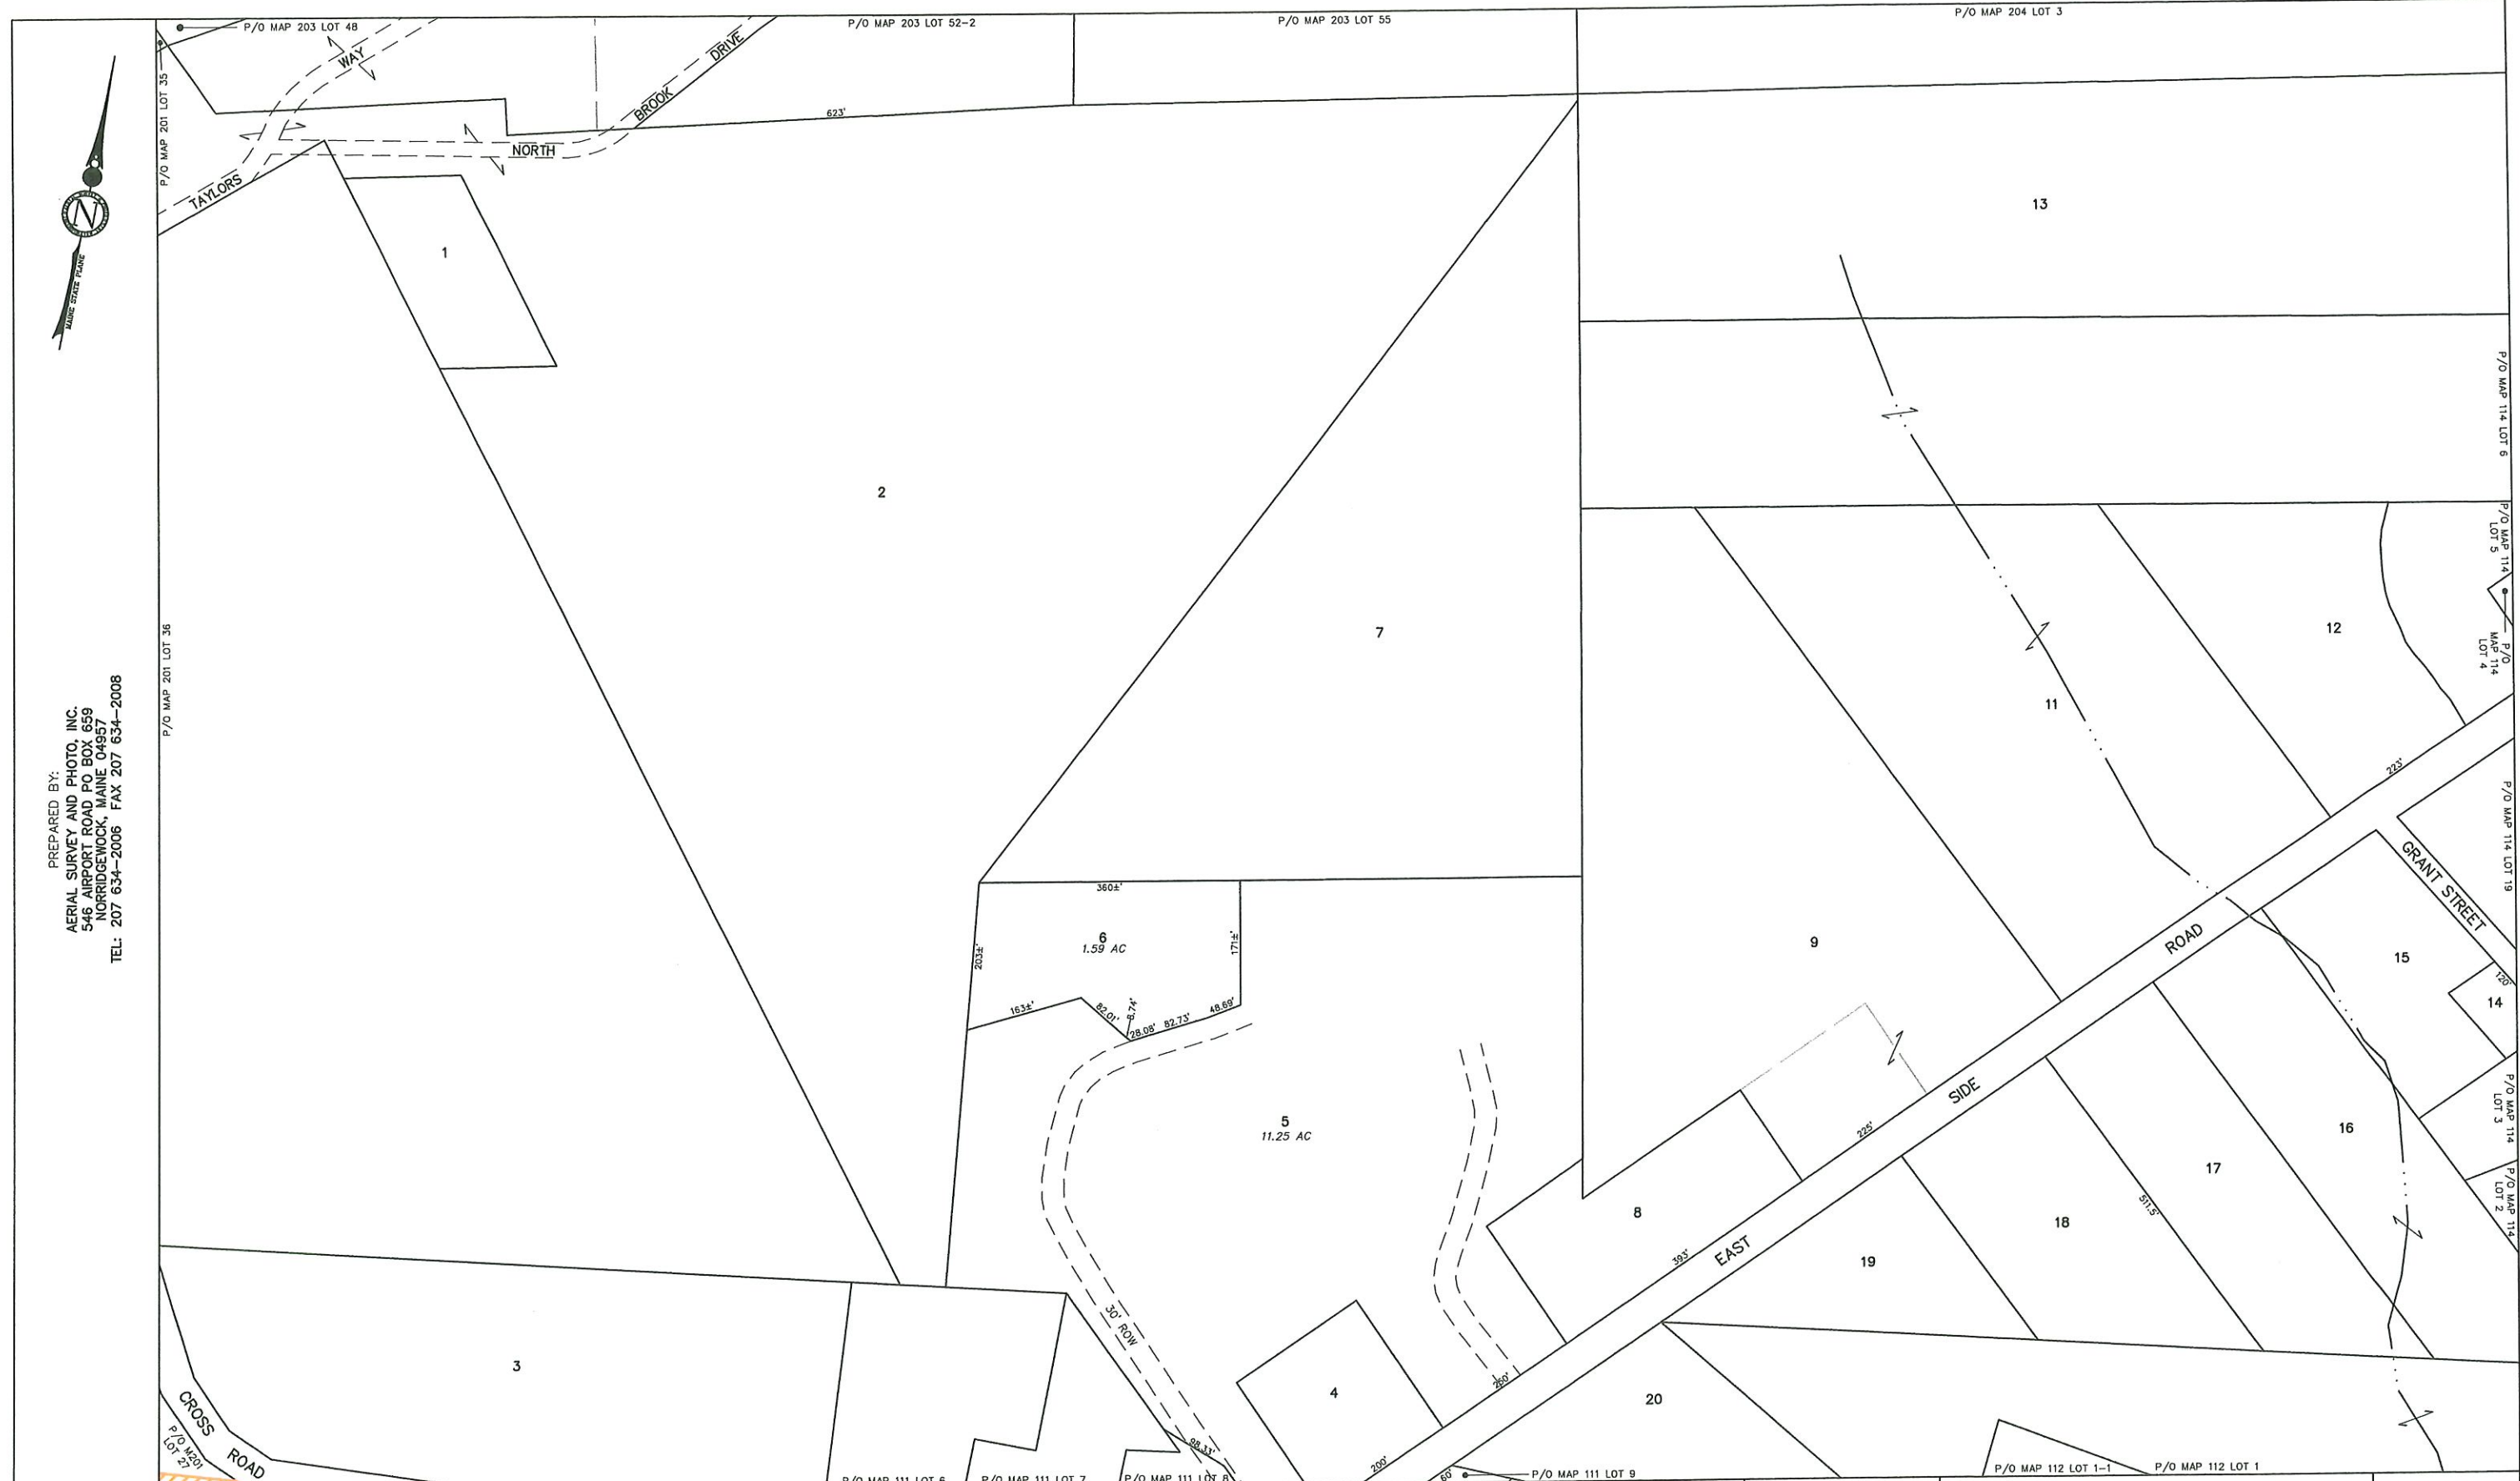 P/O MAP 203 LOT 48
P/O MAP 203 LOT 52-2
P/O MAP 203 LOT 55
P/O MAP 204 LOT 3
P/O MAP 201 LOT 35
WAY
TAYLORS
NORTH
BROOK
DRIVE
623'
N
MAINE STATE PLANE
1
2
13
7
P/O MAP 114 LOT 6
P/O MAP 114
LOT 5
P/O
MAP 114
LOT 4
12
11
223'
P/O MAP 201 LOT 36
PREPARED BY:
AERIAL SURVEY AND PHOTO, INC.
546 AIRPORT ROAD PO BOX 659
NORRIDGEWOCK, MAINE 04957
TEL: 207 634-2006 FAX 207 634-2008
P/O MAP 114 LOT 19
GRANT STREET
360±'
6
1.59 AC
203±'
171±'
163±'
82.01'
8.74'
28.08'
82.73'
48.69'
9
15
120'
14
5
11.25 AC
EAST
SIDE
ROAD
225'
393'
8
16
17
511.5'
18
19
P/O MAP 114
LOT 3
P/O MAP 114
LOT 2
30' ROW
3
4
260'
200'
20
98.33'
60'
CROSS
ROAD
P/O M201
LOT 27
P/O MAP 111 LOT 6
P/O MAP 111 LOT 7
P/O MAP 111 LOT 8
P/O MAP 111 LOT 9
P/O MAP 112 LOT 1-1
P/O MAP 112 LOT 1